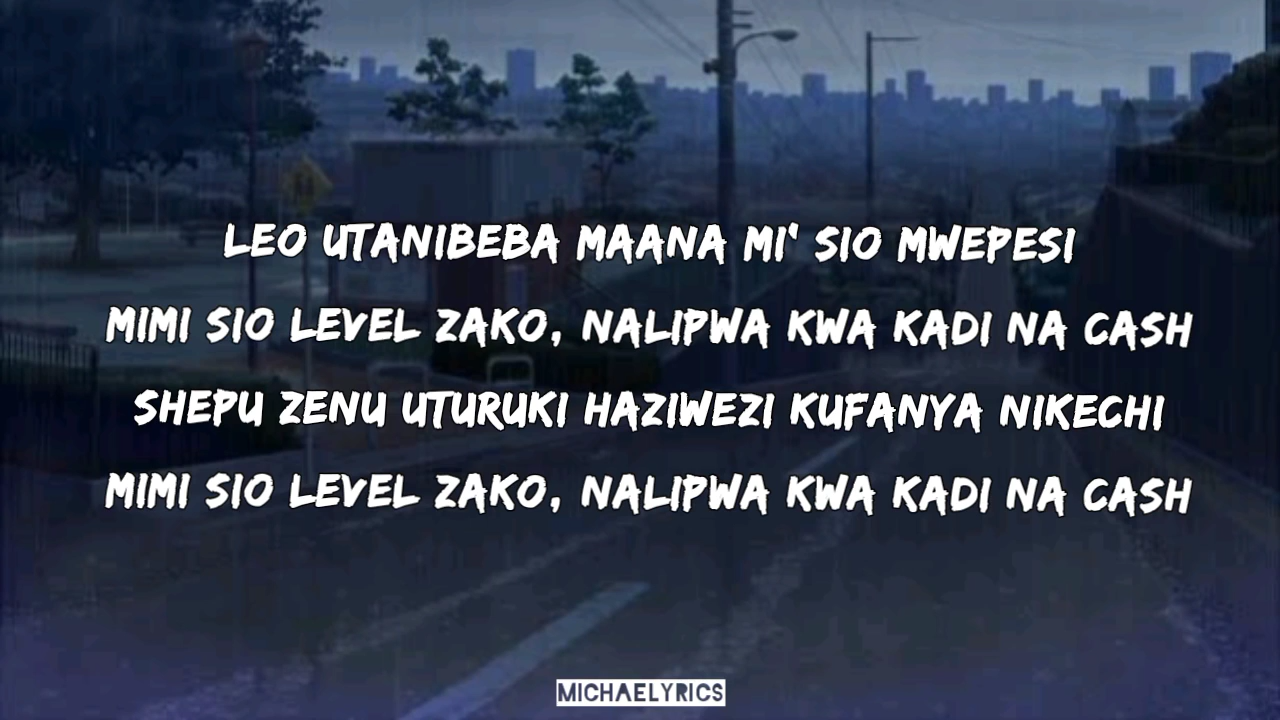 LEO UTANIBEBA MAANA MI' SIO MWEPESI
MIMI SIO LEVEL ZAKO, NALIPWA KWA KADI NA CASH
SHEPU ZENU UTURUKI HAZIWEZI KUFANYA NIKECHI
MIMI SIO LEVEL ZAKO, NALIPWA KWA KADI NA CASH
MICHAELYRICS